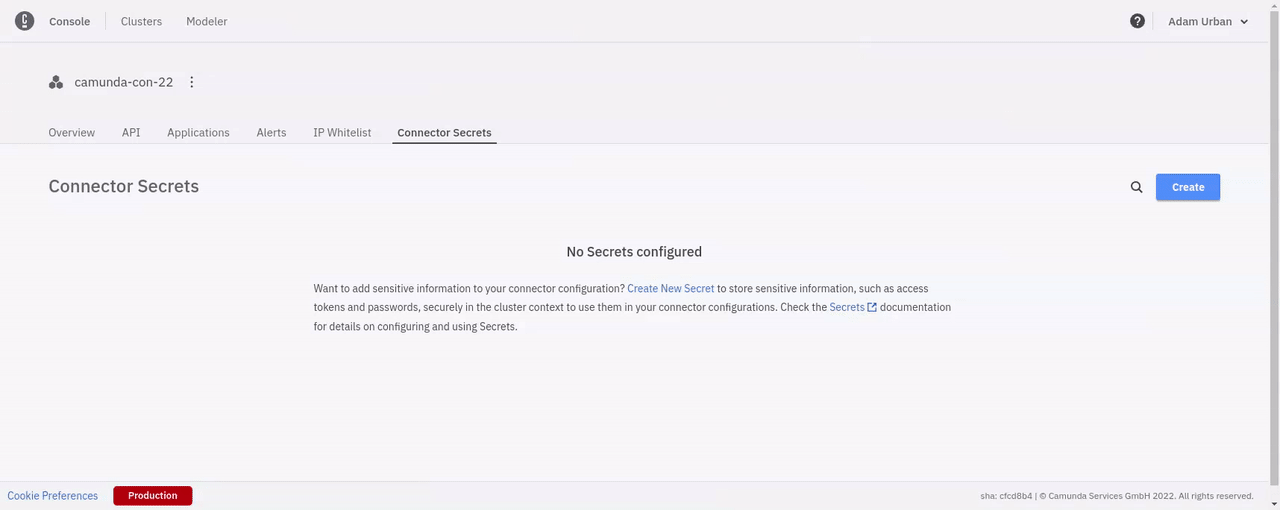 Console Clusters Modeler Adam Urban
camunda-con-22
Overview API Applications Alerts IP Whitelist Connector Secrets
Connector Secrets Create
No Secrets configured
Want to add sensitive information to your connector configuration? Create New Secret to store sensitive information, such as access
tokens and passwords, securely in the cluster context to use them in your connector configurations. Check the Secrets documentation
for details on configuring and using Secrets.
Cookie Preferences Production sha: cfcd8b4 | © Camunda Services GmbH 2022. All rights reserved.